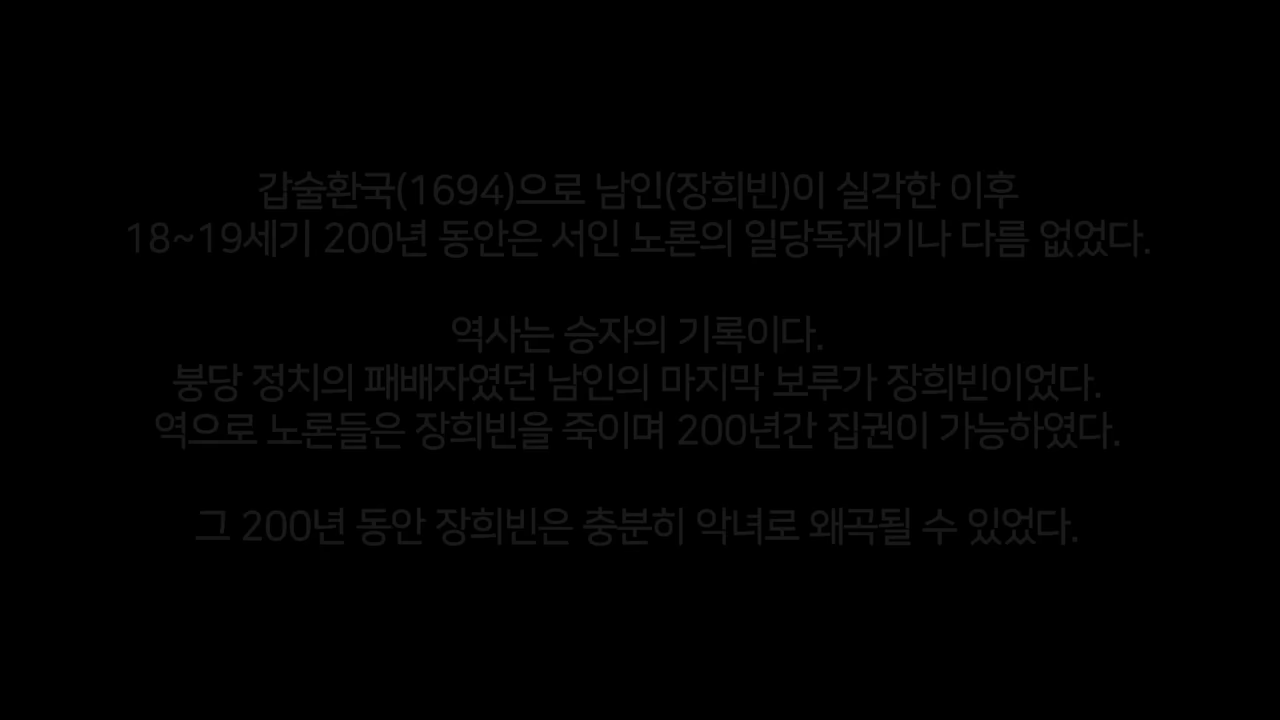 갑술환국(1694)으로 남인(장희빈)이 실각한 이후
18~19세기 200년 동안은 서인 노론의 일당독재기나 다름 없었다.
역사는 승자의 기록이다.
붕당 정치의 패배자였던 남인의 마지막 보루가 장희빈이었다.
역으로 노론들은 장희빈을 죽이며 200년간 집권이 가능하였다.
그 200년 동안 장희빈은 충분히 악녀로 왜곡될 수 있었다.